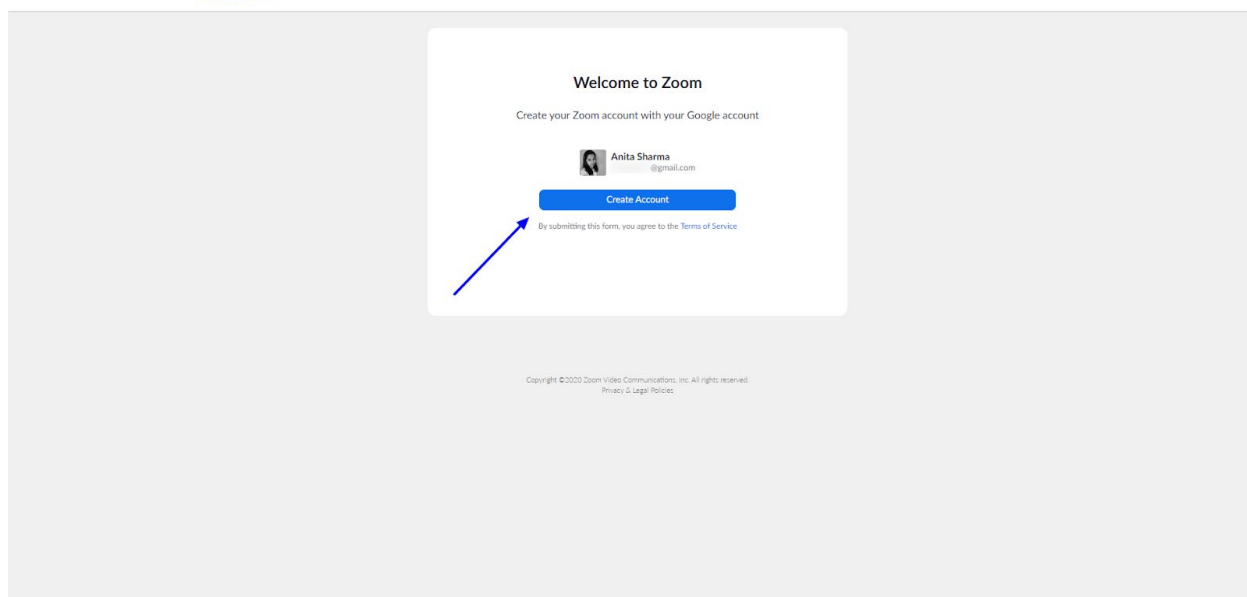 Welcome to Zoom
Create your Zoom account with your Google account
Anita Sharma
@gmail.com
Create Account
By submitting this form, you agree to the Terms of Service
Copyright ©2020 Zoom Video Communications, Inc. All rights reserved.
Privacy & Legal Policies